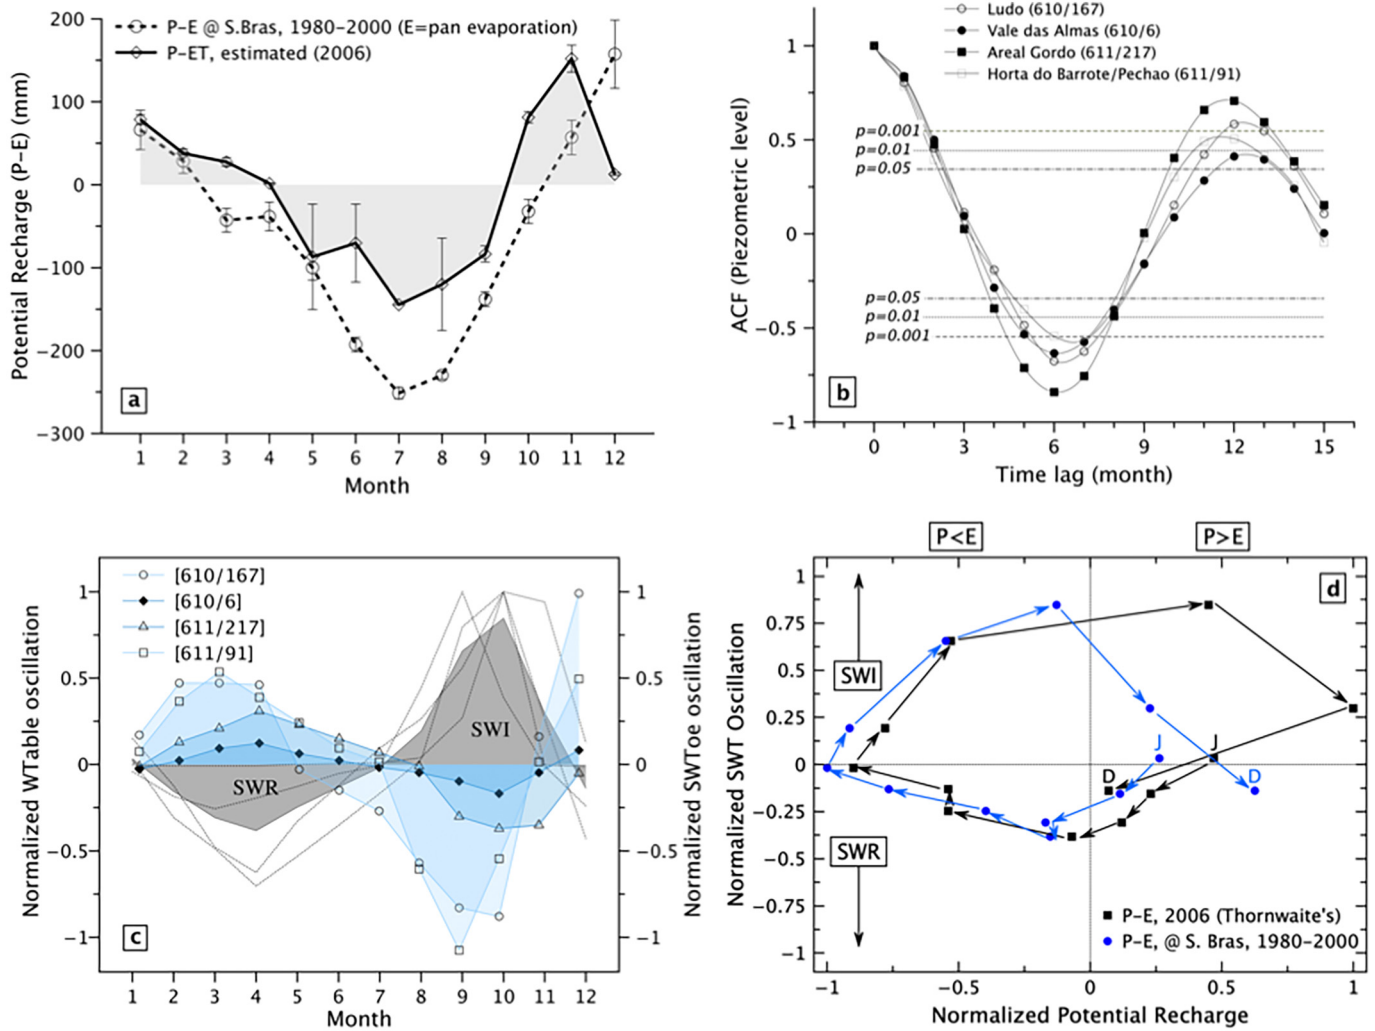 P-E @ S.Bras, 1980-2000 (E=pan evaporation)
P-ET, estimated (2006)
Potential Recharge (P-E) (mm)
200
100
0
-100
-200
-300
a
1 2 3 4 5 6 7 8 9 10 11 12
Month
Ludo (610/167)
Vale das Almas (610/6)
Areal Gordo (611/217)
Horta do Barrote/Pechao (611/91)
ACF (Piezometric level)
1
0.5
0
-0.5
-1
p=0.001
p=0.01
p=0.05
p=0.05
p=0.01
p=0.001
b
0 3 6 9 12 15
Time lag (month)
[610/167]
[610/6]
[611/217]
[611/91]
Normalized WTable oscillation
1
0.5
0
-0.5
-1
SWR
SWI
1
0.5
0
-0.5
-1
Normalized SWToe oscillation
c
1 2 3 4 5 6 7 8 9 10 11 12
Month
P<E
P>E
d
Normalized SWT Oscillation
1
0.75
0.5
0.25
0
-0.25
-0.5
-0.75
-1
SWI
SWR
J
J
D
D
P-E, 2006 (Thornwaite's)
P-E, @ S. Bras, 1980-2000
-1 -0.5 0 0.5 1
Normalized Potential Recharge